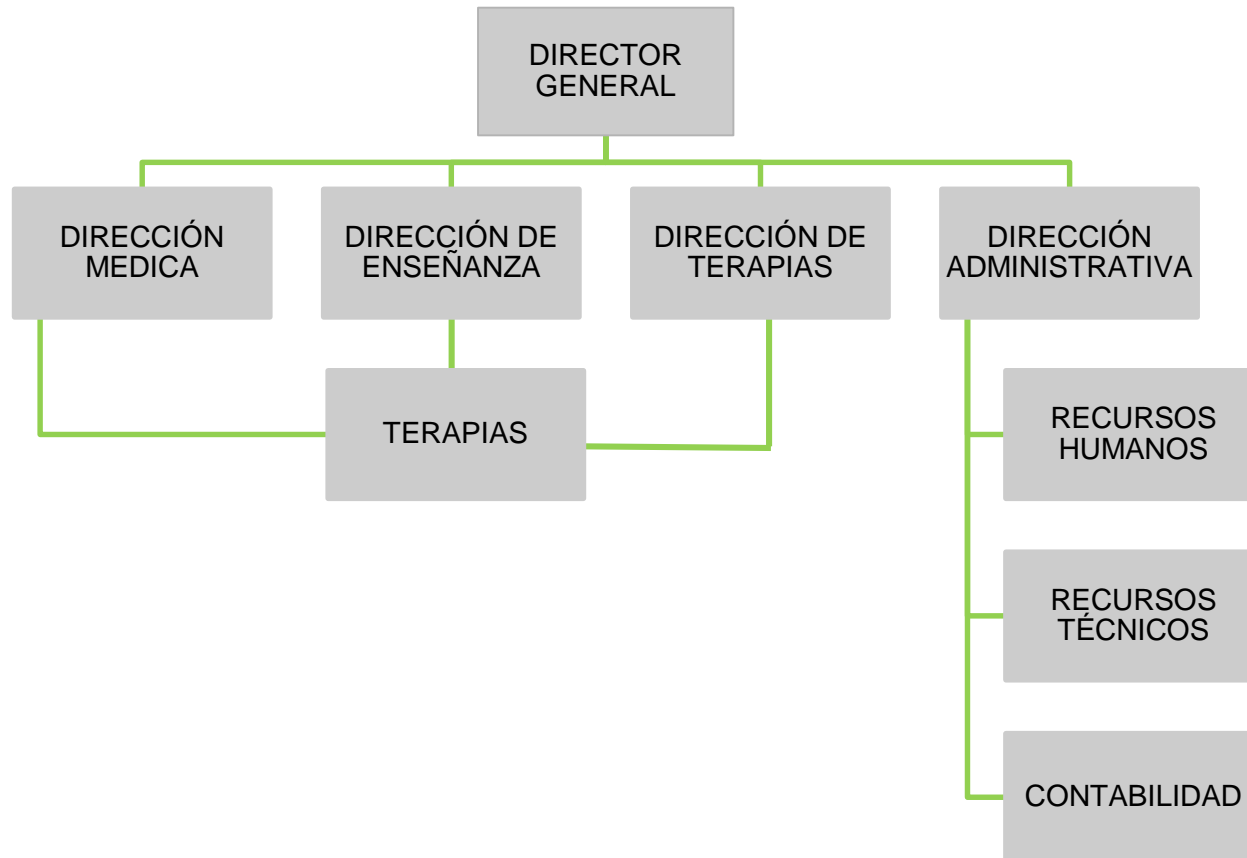 DIRECTOR
GENERAL
DIRECCIÓN
MEDICA
DIRECCIÓN DE
ENSEÑANZA
DIRECCIÓN DE
TERAPIAS
DIRECCIÓN
ADMINISTRATIVA
TERAPIAS
RECURSOS
HUMANOS
RECURSOS
TÉCNICOS
CONTABILIDAD